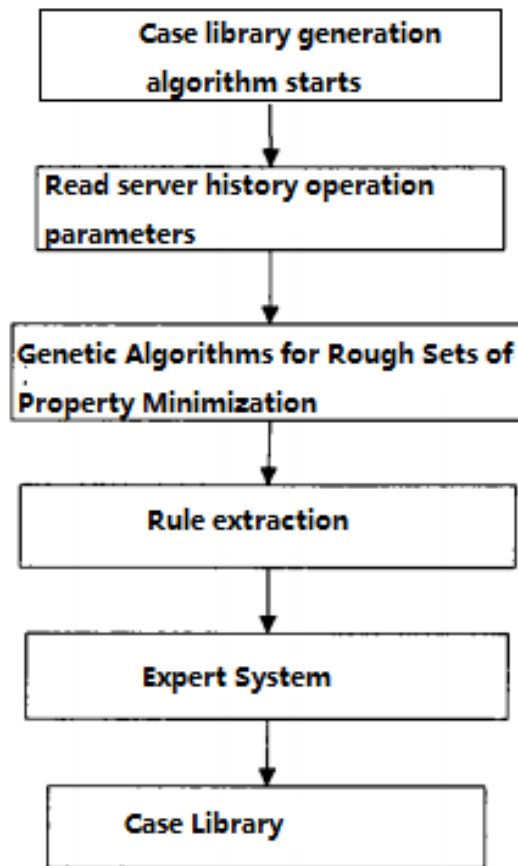 Case library generation
algorithm starts
Read server history operation
parameters
Genetic Algorithms for Rough Sets of
Property Minimization
Rule extraction
Expert System
Case Library